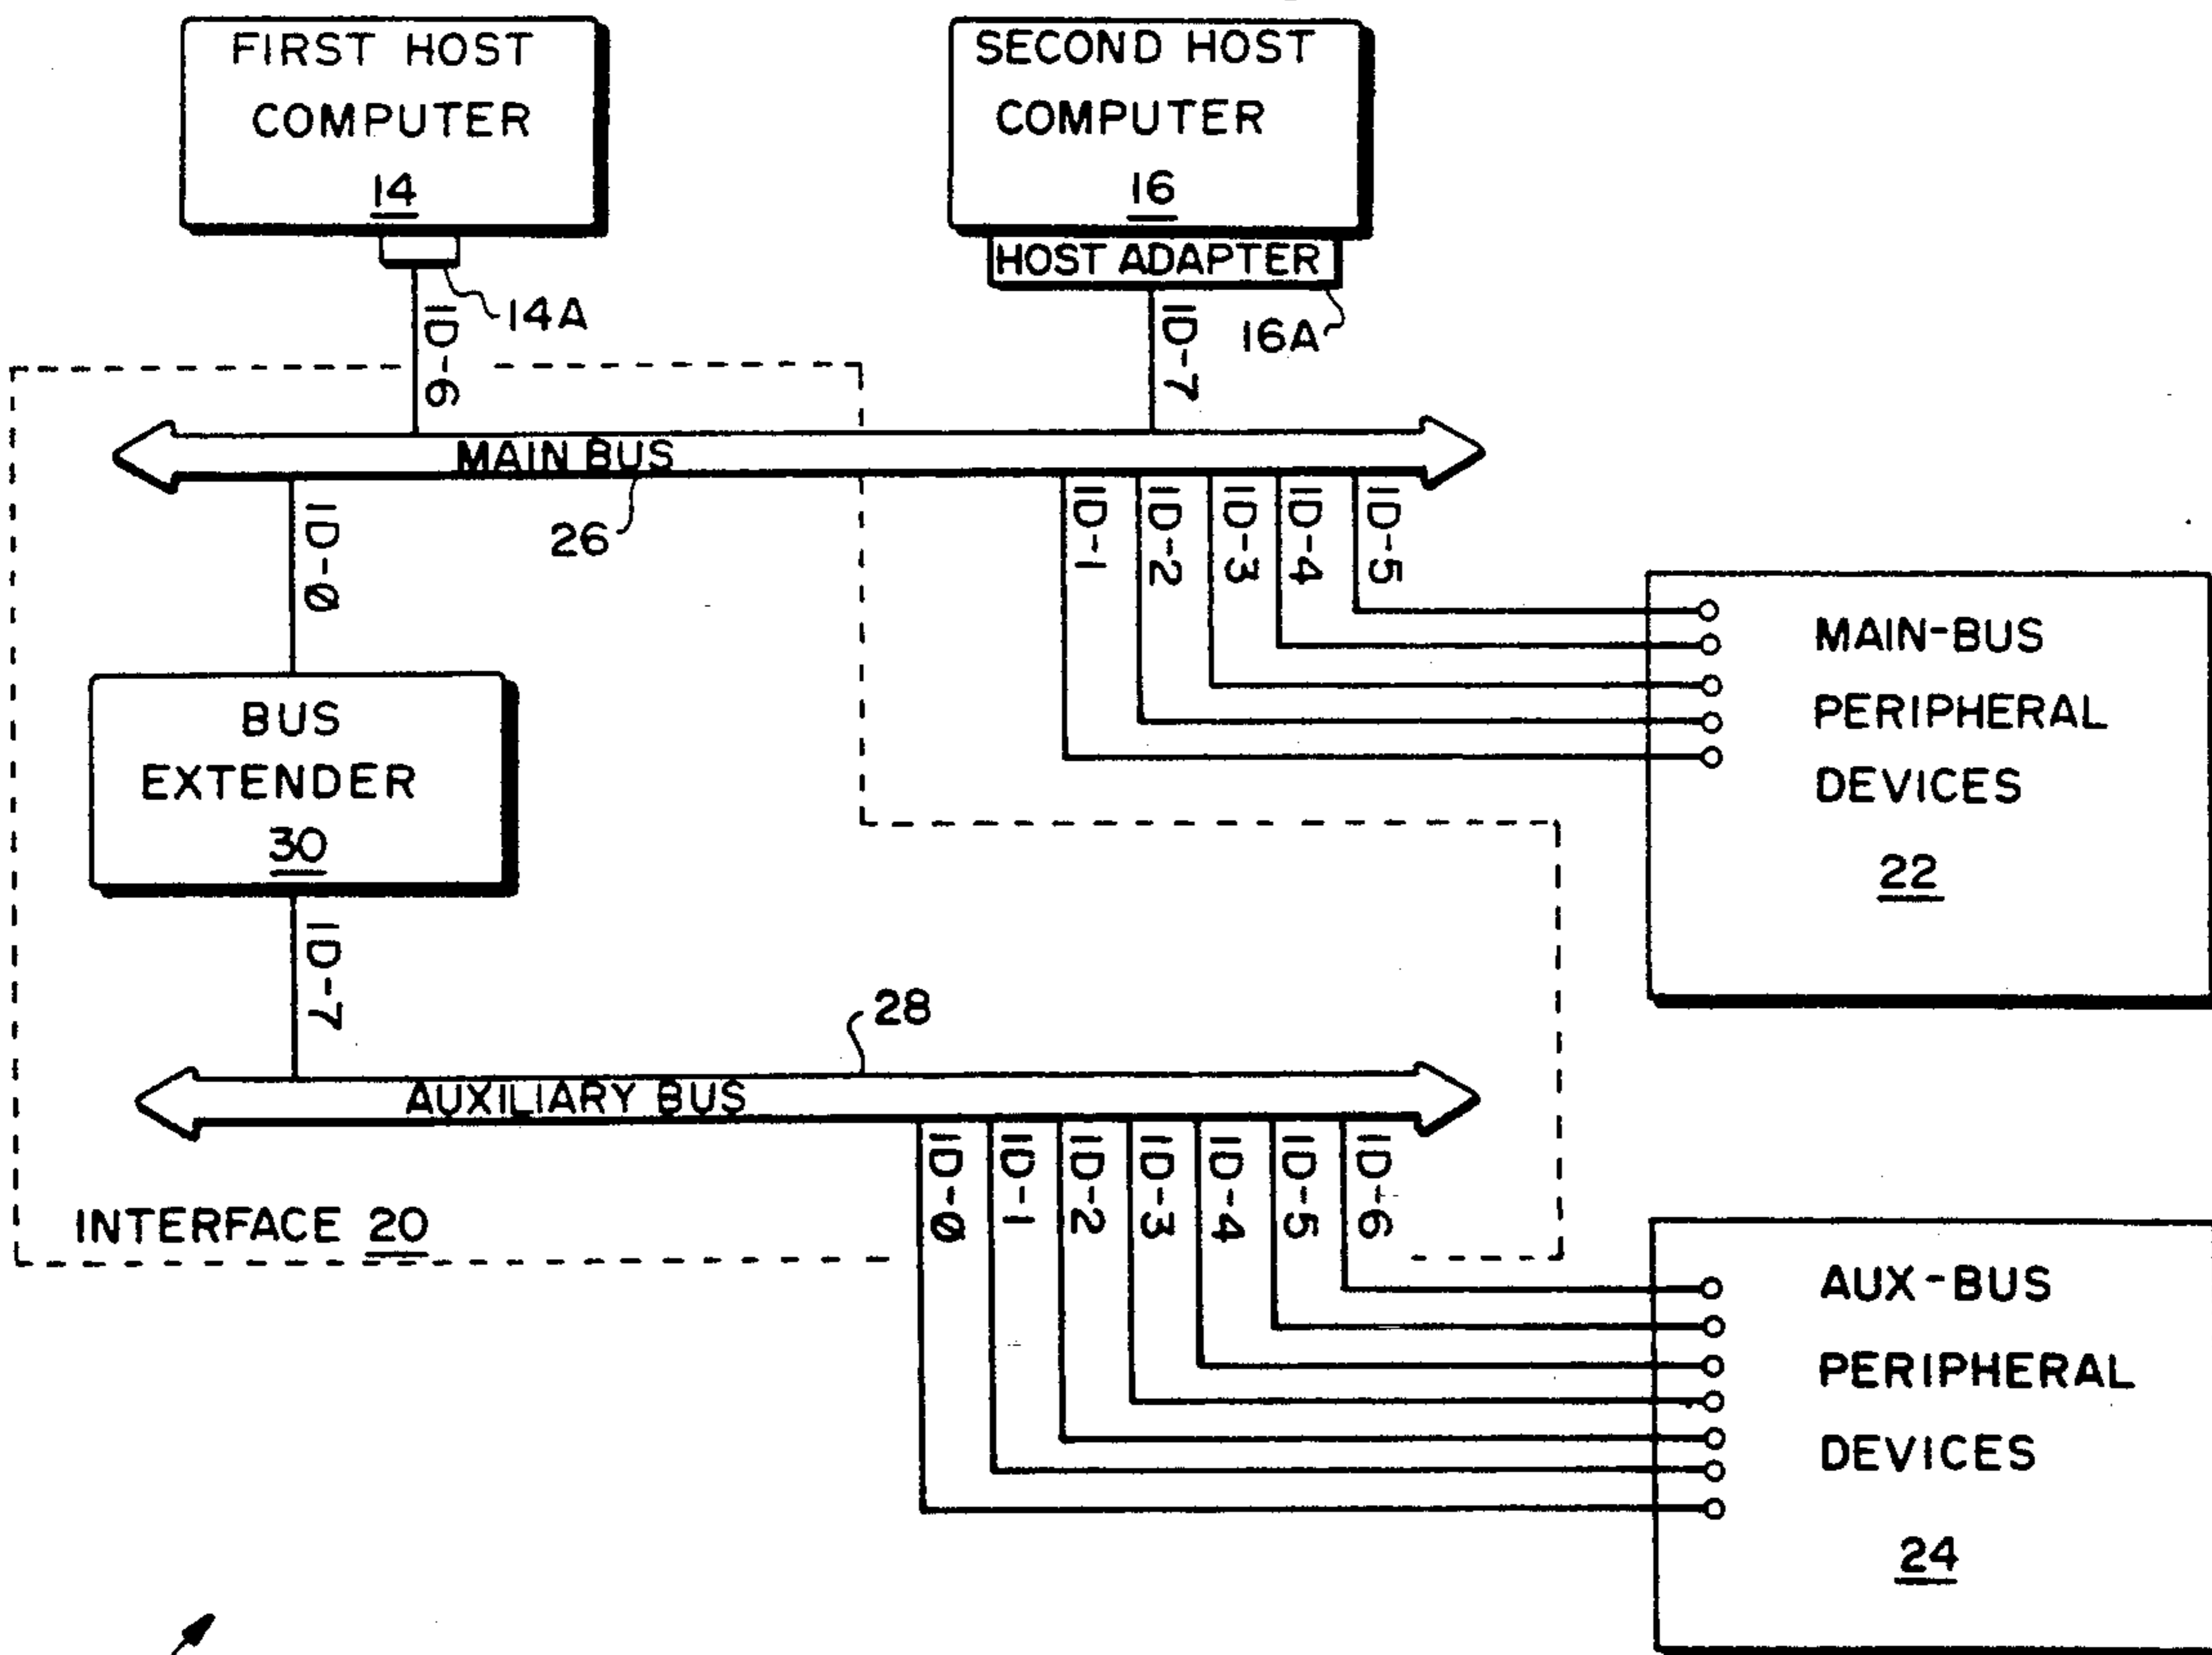 FIRST HOST
COMPUTER
14
SECOND HOST
COMPUTER
16
HOST ADAPTER
14A
16A
ID-6
ID-7
MAIN BUS
26
ID-Ø
ID-1
ID-2
ID-3
ID-4
ID-5
MAIN-BUS
PERIPHERAL
DEVICES
22
BUS
EXTENDER
30
ID-7
28
AUXILIARY BUS
ID-Ø
ID-1
ID-2
ID-3
ID-4
ID-5
ID-6
INTERFACE 20
AUX-BUS
PERIPHERAL
DEVICES
24